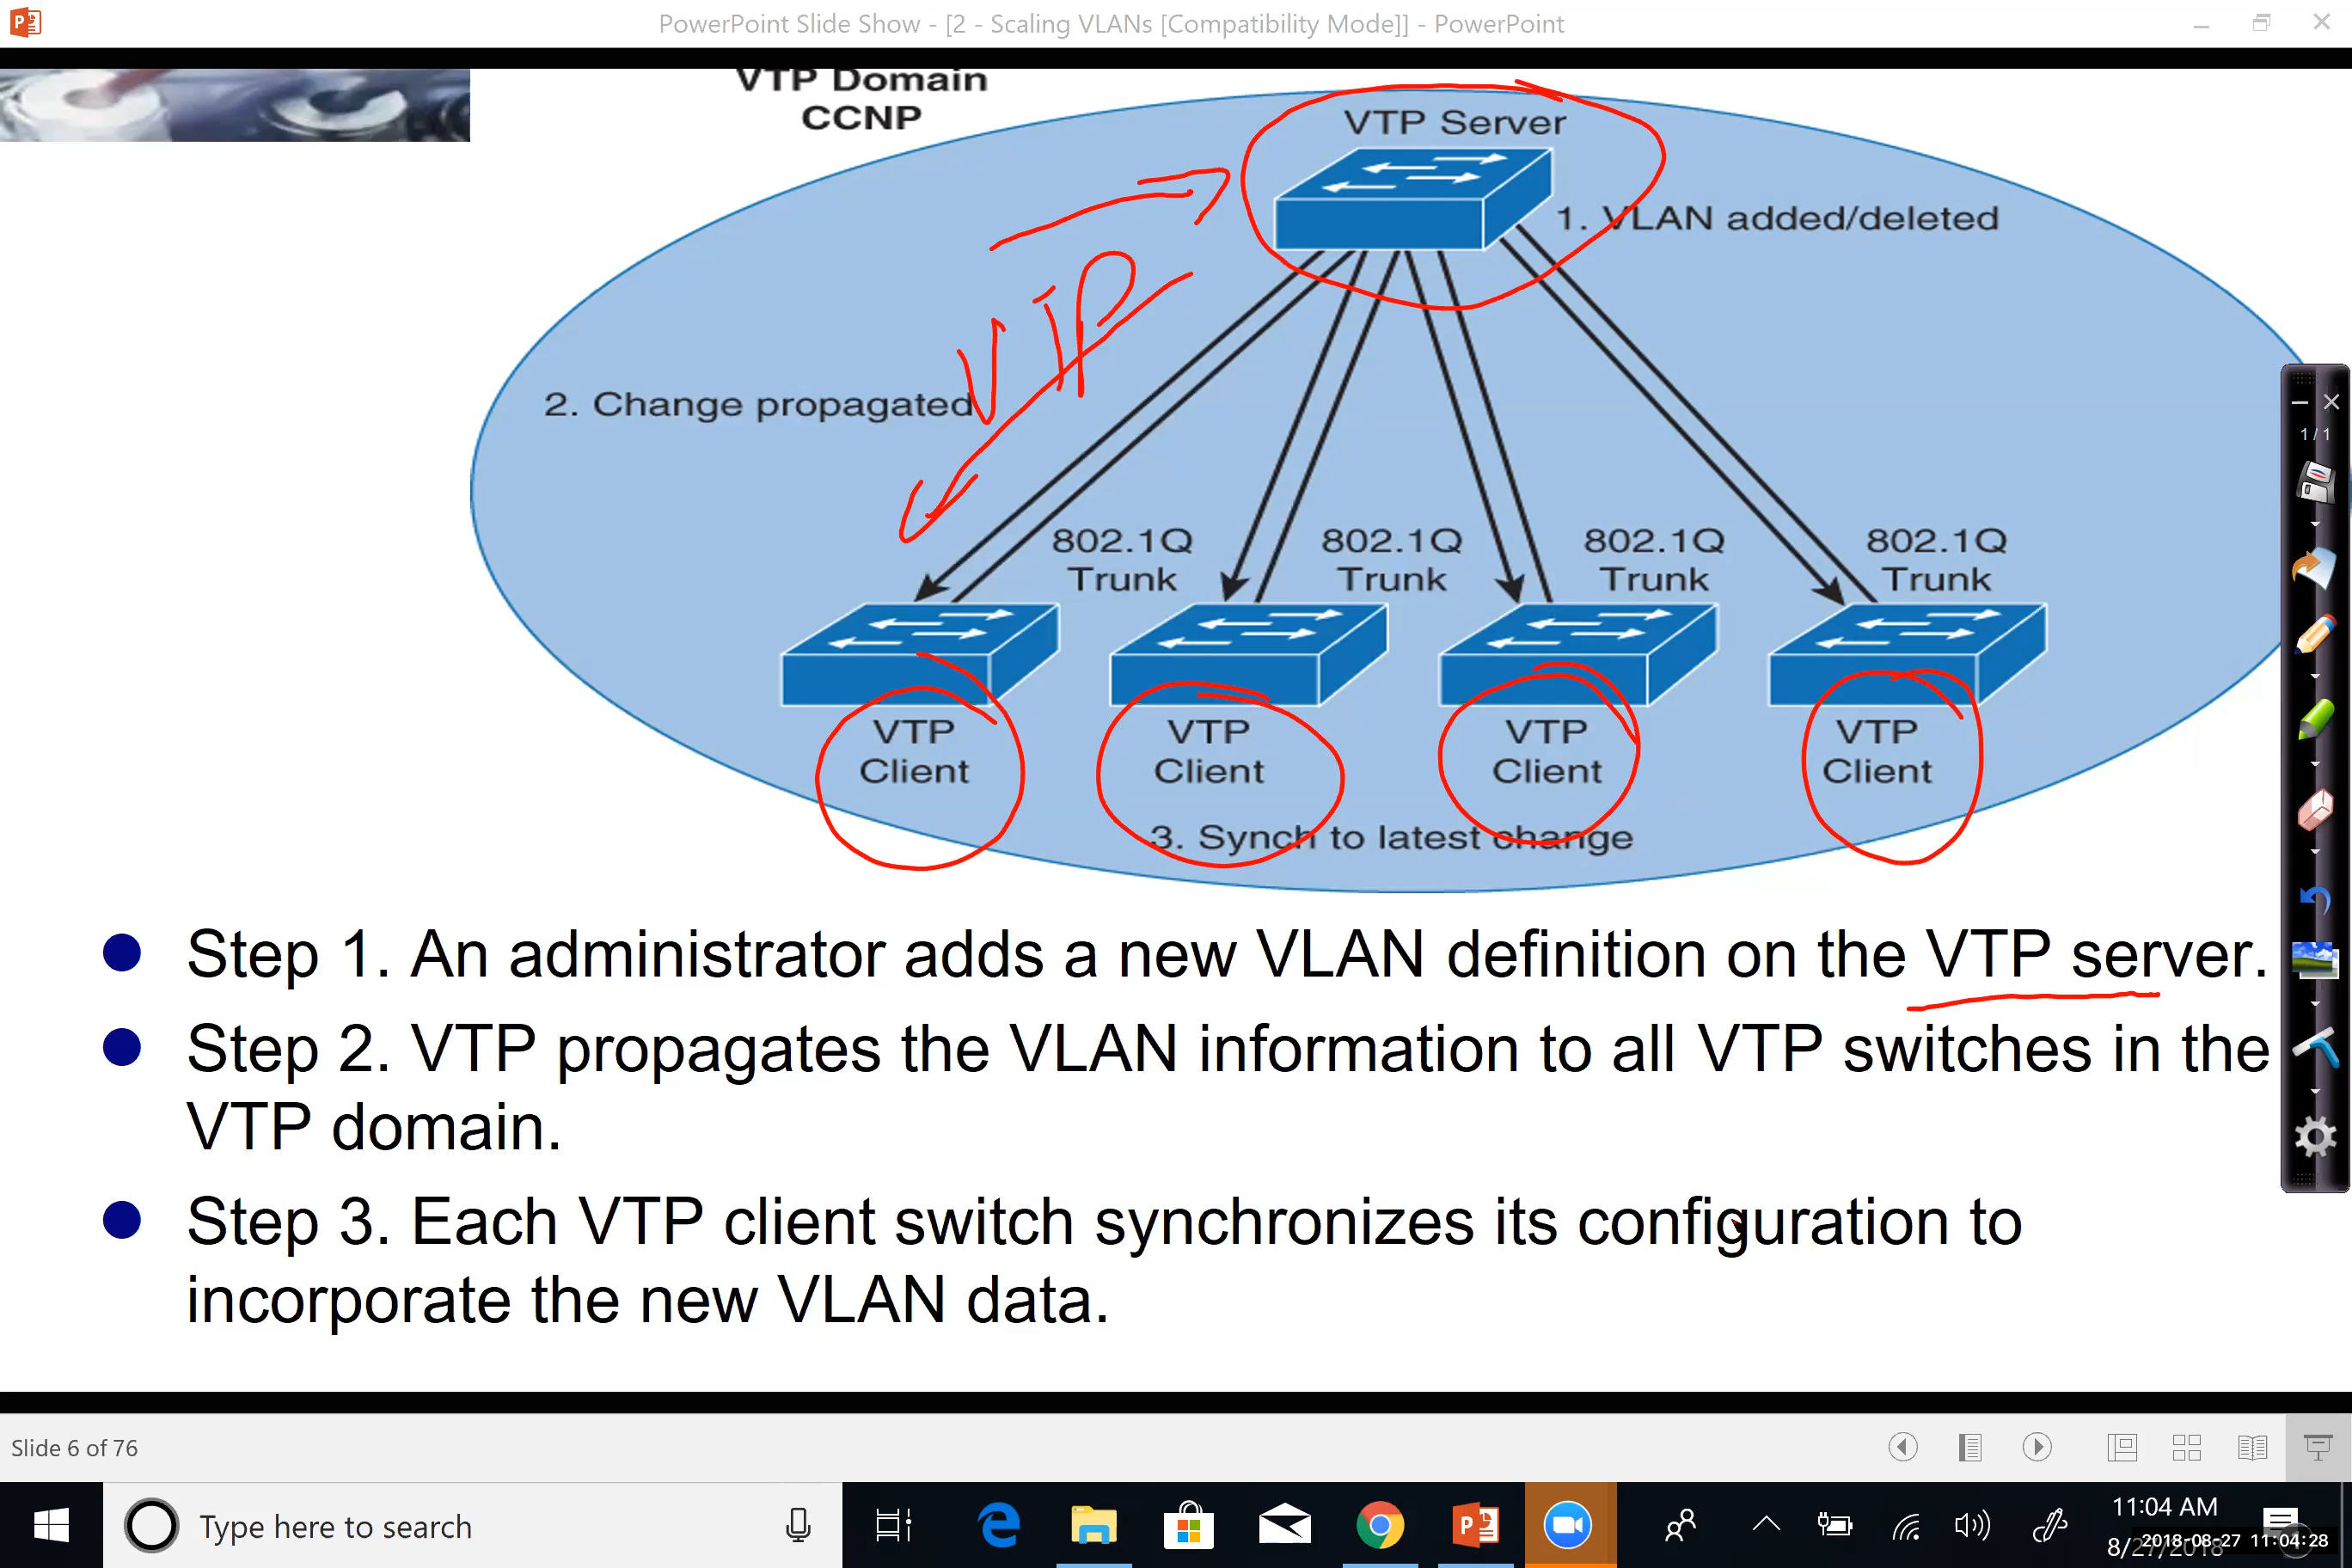 PowerPoint Slide Show - [2 - Scaling VLANs [Compatibility Mode]] - PowerPoint
VTP Domain
CCNP
VTP Server
1. VLAN added/deleted
VTP
2. Change propagated
1/1
802.1Q
Trunk
802.1Q
Trunk
802.1Q
Trunk
802.1Q
Trunk
VTP
Client
VTP
Client
VTP
Client
VTP
Client
3. Synch to latest change
Step 1. An administrator adds a new VLAN definition on the VTP server.
Step 2. VTP propagates the VLAN information to all VTP switches in the
VTP domain.
Step 3. Each VTP client switch synchronizes its configuration to
incorporate the new VLAN data.
Slide 6 of 76
Type here to search
11:04 AM
8/27/2018
2018-08-27 11:04:28